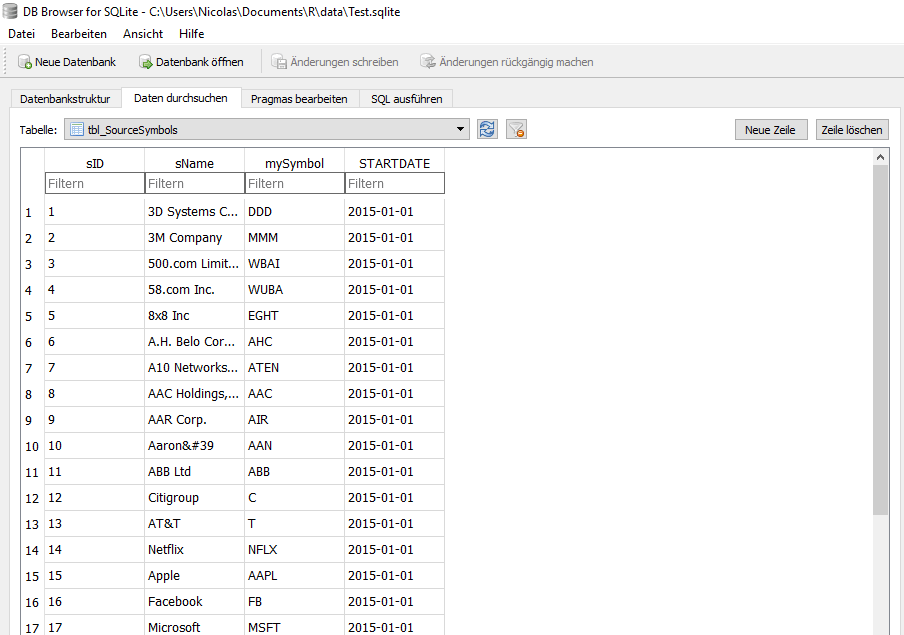 DB Browser for SQLite - C:\Users\Nicolas\Documents\R\data\Test.sqlite
Datei Bearbeiten Ansicht Hilfe
Neue Datenbank Datenbank öffnen Änderungen schreiben Änderungen rückgängig machen
Datenbankstruktur Daten durchsuchen Pragmas bearbeiten SQL ausführen
Tabelle: tbl_SourceSymbols Neue Zeile Zeile löschen
sID sName mySymbol STARTDATE
Filtern Filtern Filtern Filtern
1 1 3D Systems C... DDD 2015-01-01
2 2 3M Company MMM 2015-01-01
3 3 500.com Limit... WBAI 2015-01-01
4 4 58.com Inc. WUBA 2015-01-01
5 5 8x8 Inc EGHT 2015-01-01
6 6 A.H. Belo Cor... AHC 2015-01-01
7 7 A10 Networks... ATEN 2015-01-01
8 8 AAC Holdings,... AAC 2015-01-01
9 9 AAR Corp. AIR 2015-01-01
10 10 Aaron&#39 AAN 2015-01-01
11 11 ABB Ltd ABB 2015-01-01
12 12 Citigroup C 2015-01-01
13 13 AT&T T 2015-01-01
14 14 Netflix NFLX 2015-01-01
15 15 Apple AAPL 2015-01-01
16 16 Facebook FB 2015-01-01
17 17 Microsoft MSFT 2015-01-01